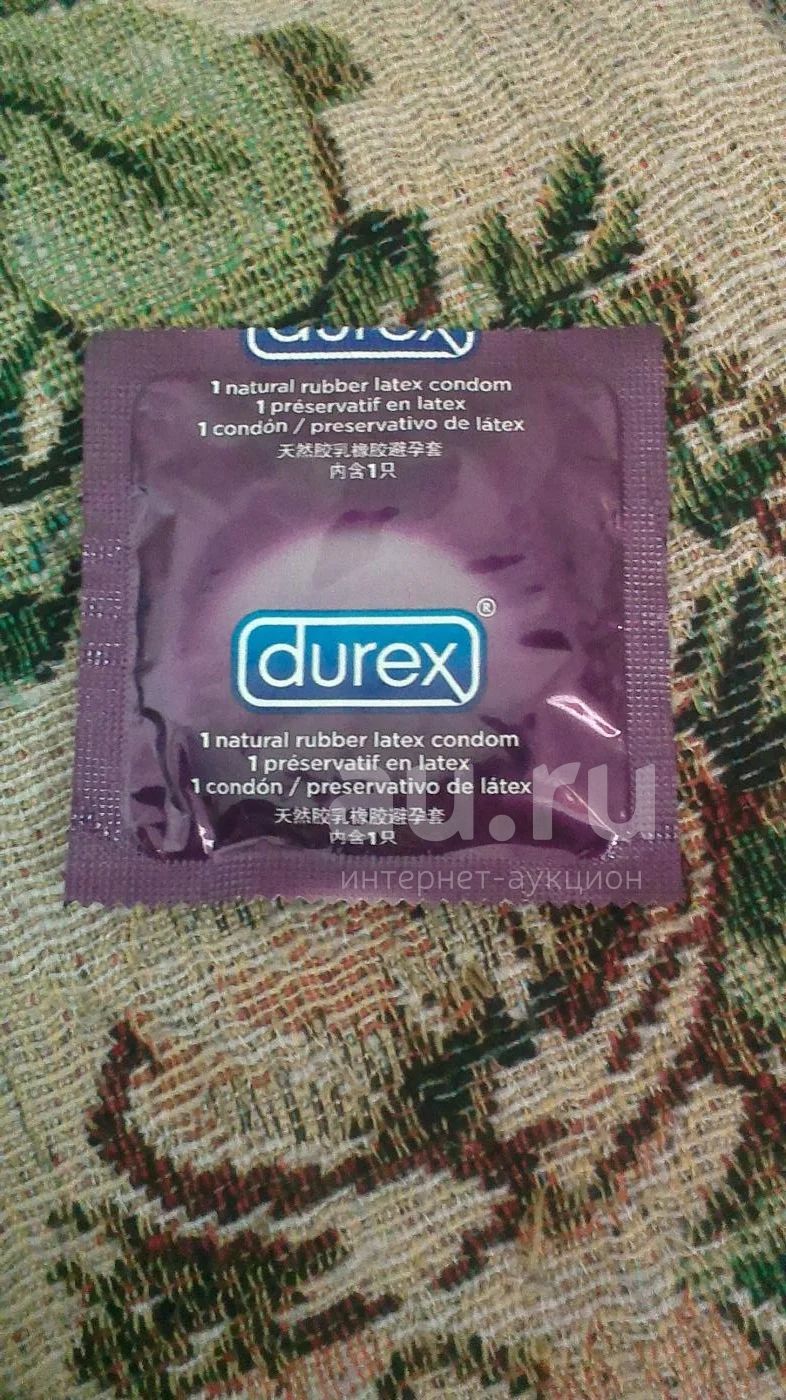 durex
1 natural rubber latex condom
1 préservatif en latex
1 condón / preservativo de látex
天然胶乳橡胶避孕套
内含1只
durex®
1 natural rubber latex condom
1 préservatif en latex
1 condón / preservativo de látex
天然胶乳橡胶避孕套
内含1只
au.ru
интернет-аукцион